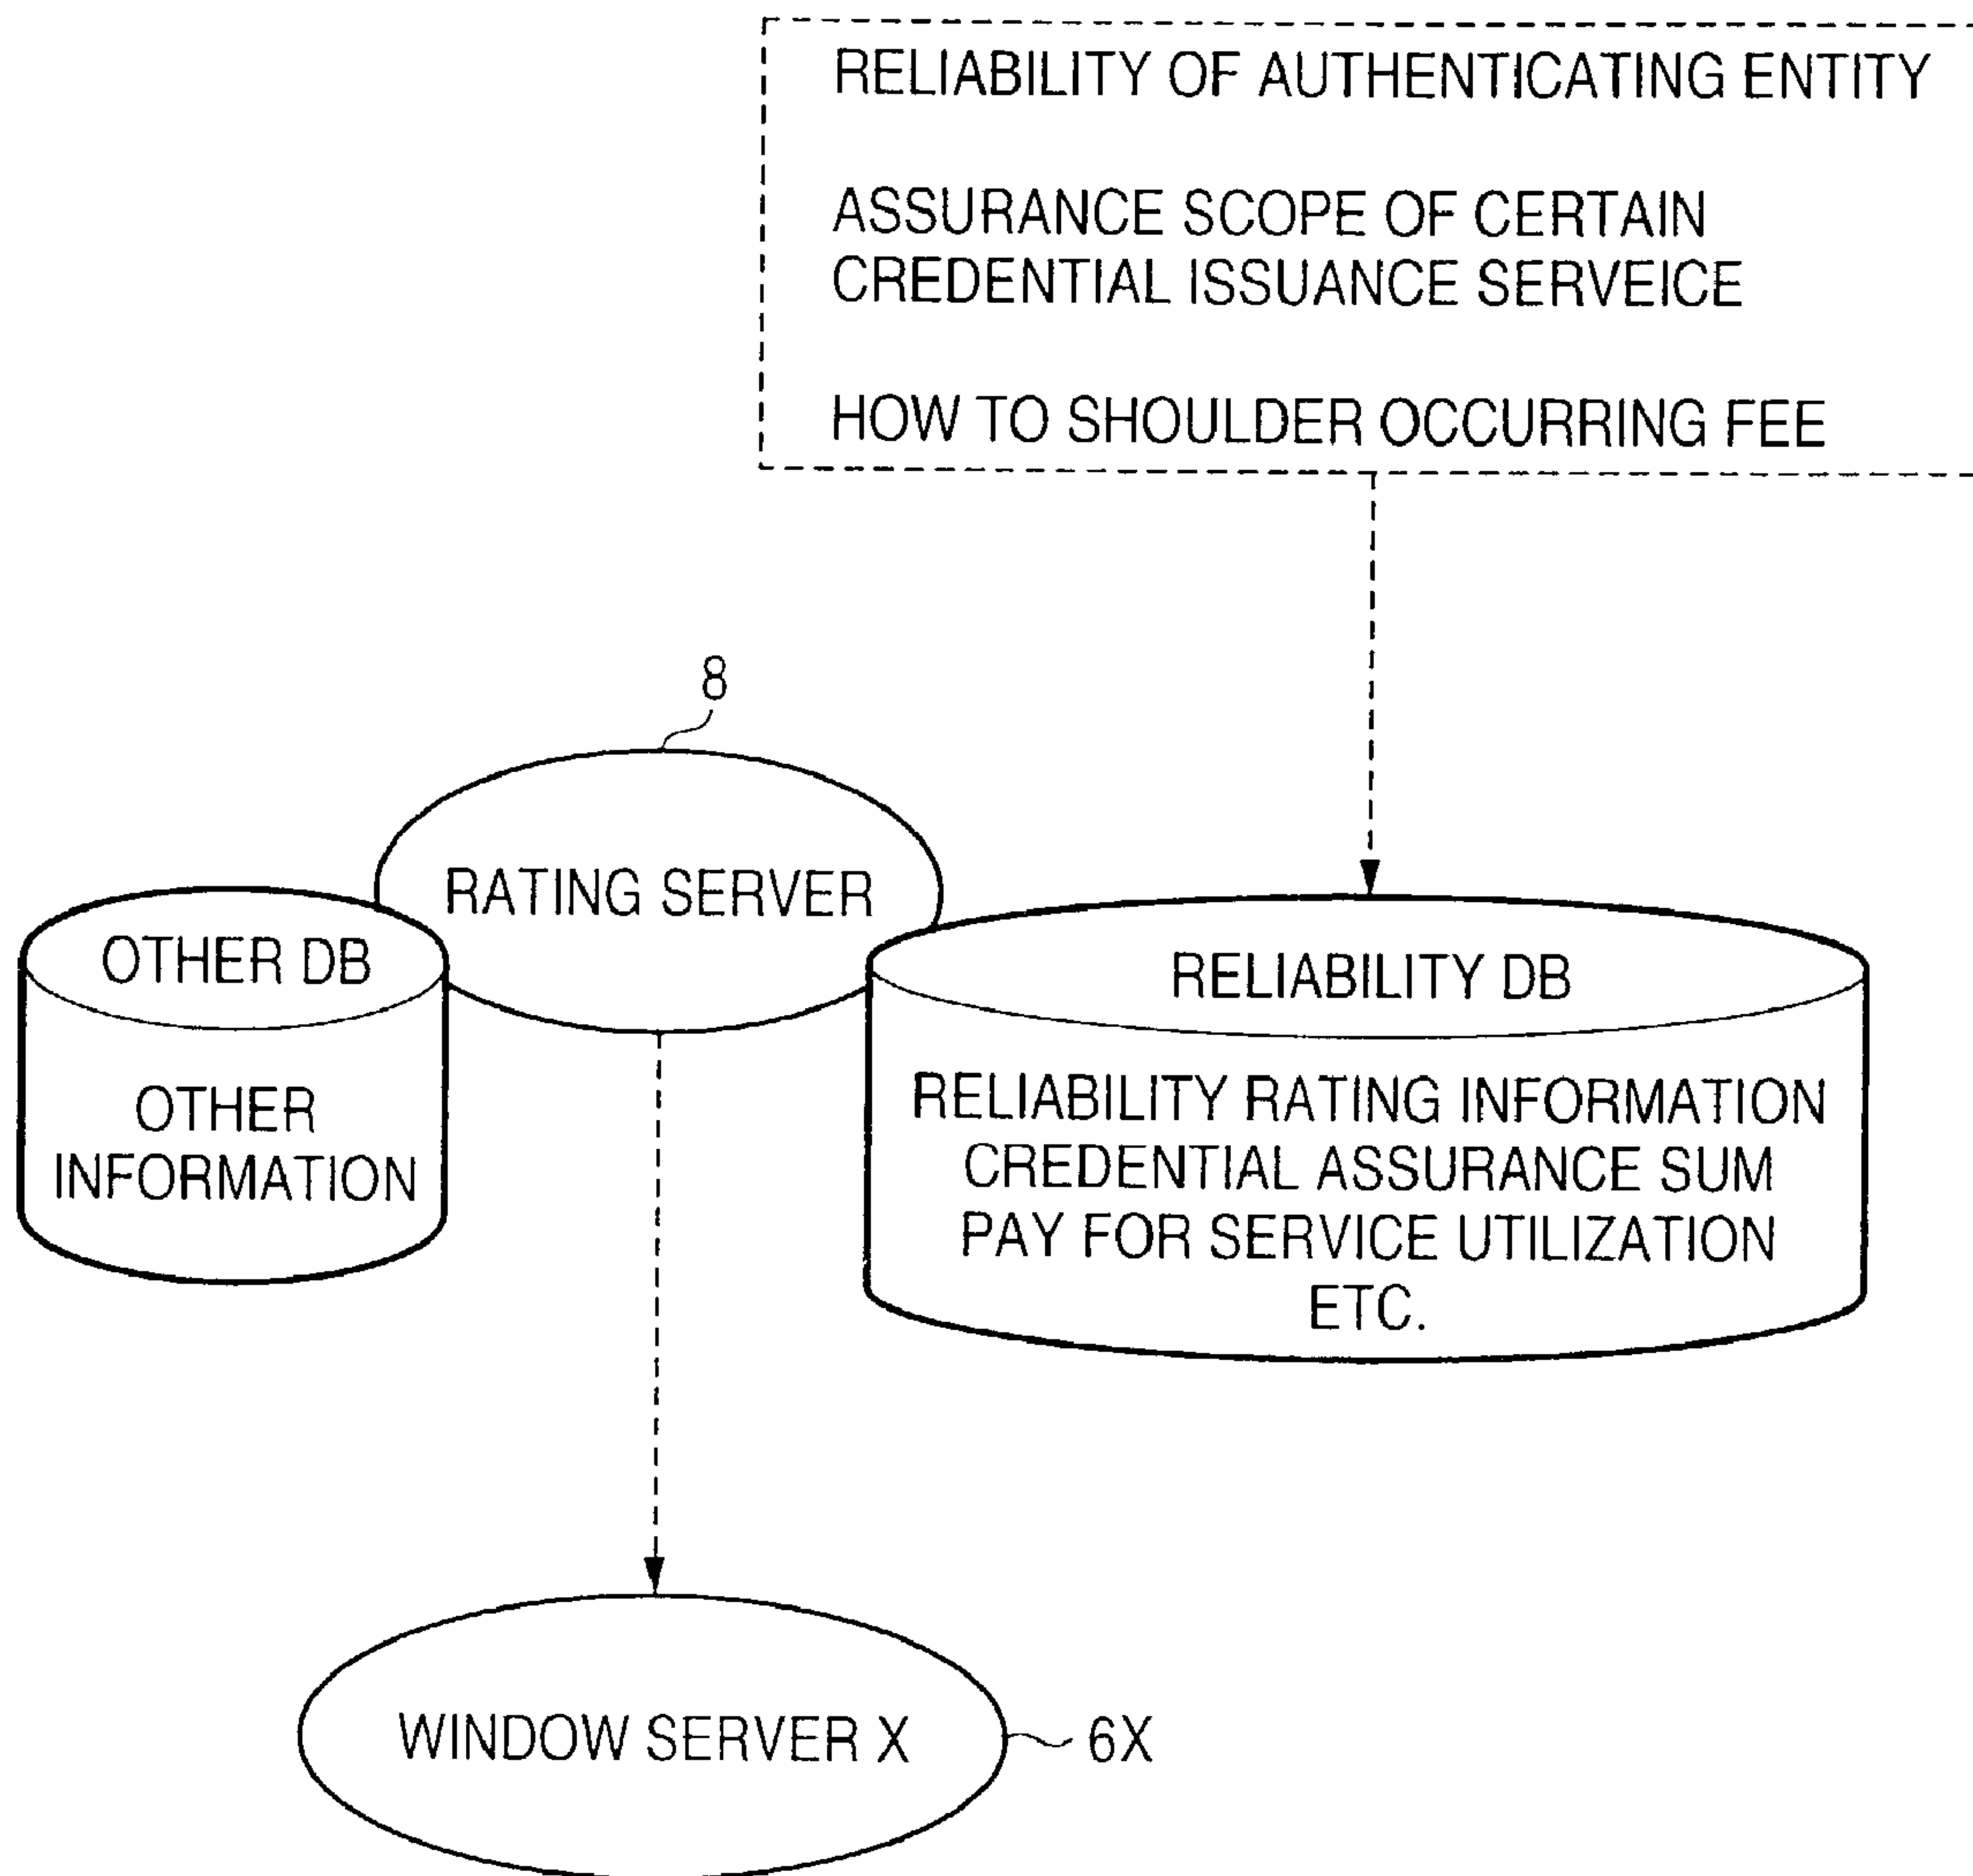 RELIABILITY OF AUTHENTICATING ENTITY
ASSURANCE SCOPE OF CERTAIN
CREDENTIAL ISSUANCE SERVEICE
HOW TO SHOULDER OCCURRING FEE
8
RATING SERVER
OTHER DB
OTHER
INFORMATION
RELIABILITY DB
RELIABILITY RATING INFORMATION
CREDENTIAL ASSURANCE SUM
PAY FOR SERVICE UTILIZATION
ETC.
WINDOW SERVER X
6X